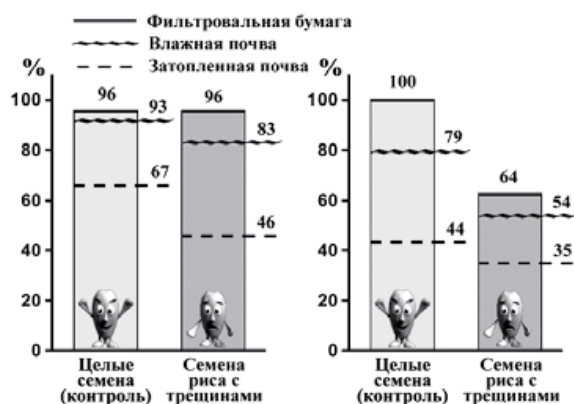 Фильтровальная бумага
Влажная почва
Затопленная почва
%
100
80
60
40
20
0
96
93
67
96
83
46
Целые
семена
(контроль)
Семена
риса с
трещинами
%
100
80
60
40
20
0
100
79
44
64
54
35
Целые
семена
(контроль)
Семена
риса с
трещинами